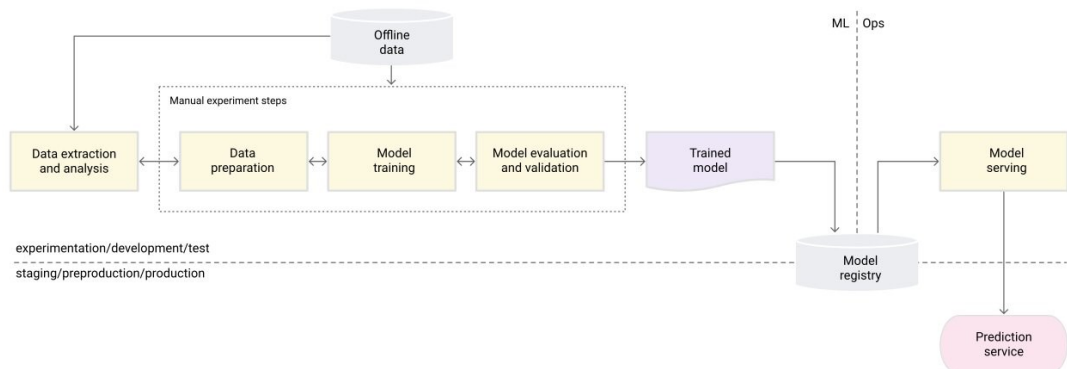 Offline
data
ML
Ops
Manual experiment steps
Data extraction
and analysis
Data
preparation
Model
training
Model evaluation
and validation
Trained
model
Model
serving
experimentation/development/test
staging/preproduction/production
Model
registry
Prediction
service